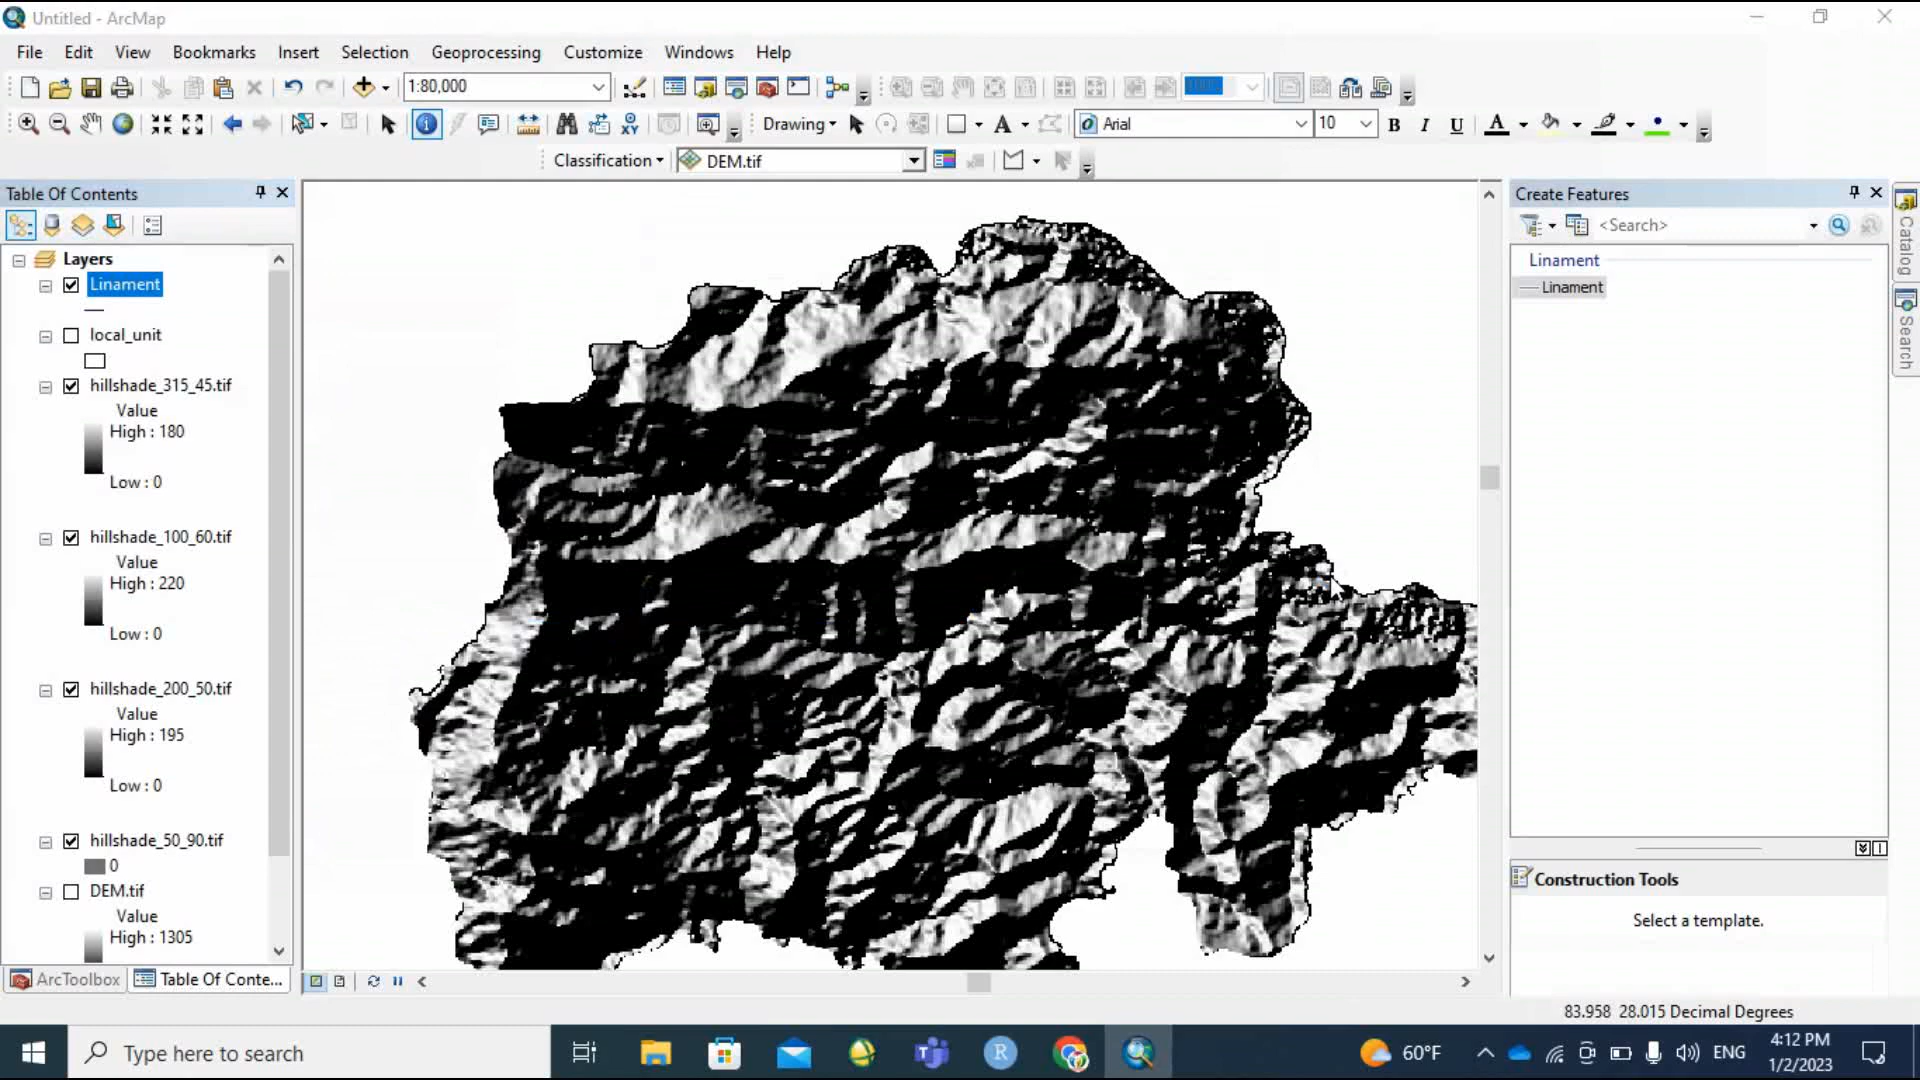 Untitled - ArcMap
File Edit View Bookmarks Insert Selection Geoprocessing Customize Windows Help
1:80,000
Drawing Arial 10 B I U A
Classification DEM.tif
Table Of Contents
Layers
Linament
local_unit
hillshade_315_45.tif
Value
High : 180
Low : 0
hillshade_100_60.tif
Value
High : 220
Low : 0
hillshade_200_50.tif
Value
High : 195
Low : 0
hillshade_50_90.tif
0
DEM.tif
Value
High : 1305
ArcToolbox Table Of Conte...
Create Features
<Search>
Linament
Linament
Construction Tools
Select a template.
Catalog
Search
83.958 28.015 Decimal Degrees
Type here to search
60°F ENG
4:12 PM
1/2/2023